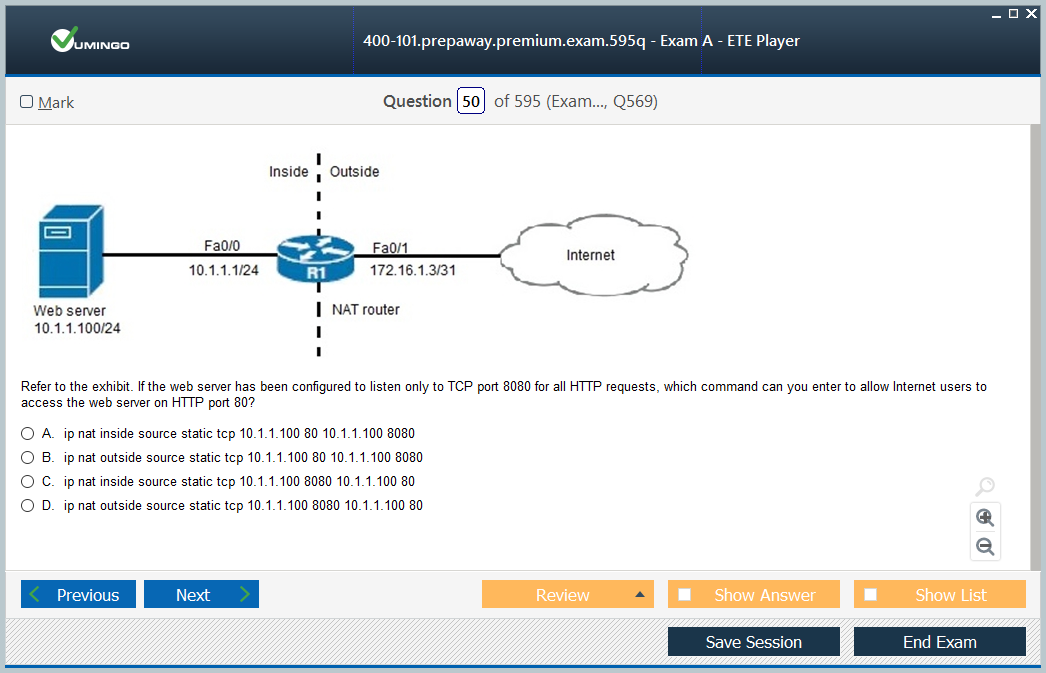 VUMINGO
400-101.prepaway.premium.exam.595q - Exam A - ETE Player
Mark
Question 50 of 595 (Exam..., Q569)
Inside
Outside
Fa0/0
10.1.1.1/24
R1
Fa0/1
172.16.1.3/31
Internet
Web server
10.1.1.100/24
NAT router
Refer to the exhibit. If the web server has been configured to listen only to TCP port 8080 for all HTTP requests, which command can you enter to allow Internet users to
access the web server on HTTP port 80?
A. ip nat inside source static tcp 10.1.1.100 80 10.1.1.100 8080
B. ip nat outside source static tcp 10.1.1.100 80 10.1.1.100 8080
C. ip nat inside source static tcp 10.1.1.100 8080 10.1.1.100 80
D. ip nat outside source static tcp 10.1.1.100 8080 10.1.1.100 80
Previous
Next
Review
Show Answer
Show List
Save Session
End Exam